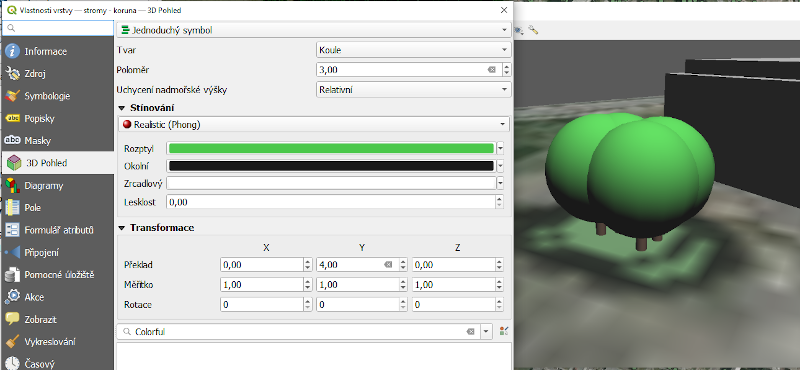 Vlastnosti vrstvy — stromy - koruna — 3D Pohled
Jednoduchý symbol
Informace
Zdroj
Symbologie
abc Popisky
abc Masky
3D Pohled
Diagramy
Pole
Formulář atributů
Připojení
Pomocné úložiště
Akce
Zobrazit
Vykreslování
Časový
Tvar Koule
Poloměr 3,00
Uchycení nadmořské výšky Relativní
Stínování
Realistic (Phong)
Rozptyl
Okolní
Zrcadlový
Lesklost 0,00
Transformace
X Y Z
Překlad 0,00 4,00 0,00
Měřítko 1,00 1,00 1,00
Rotace 0 0 0
Colorful